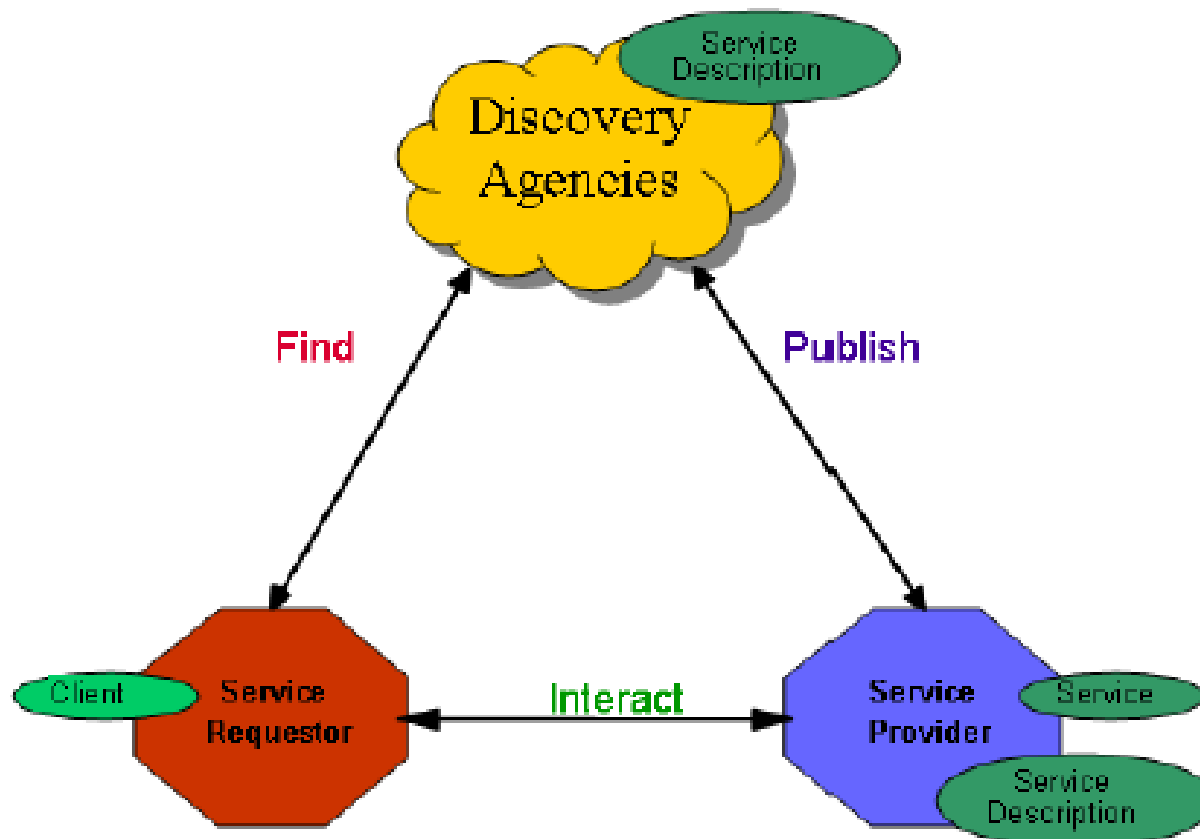 Service
Description
Discovery
Agencies
Find
Publish
Client
Service
Requestor
Interact
Service
Provider
Service
Service
Description